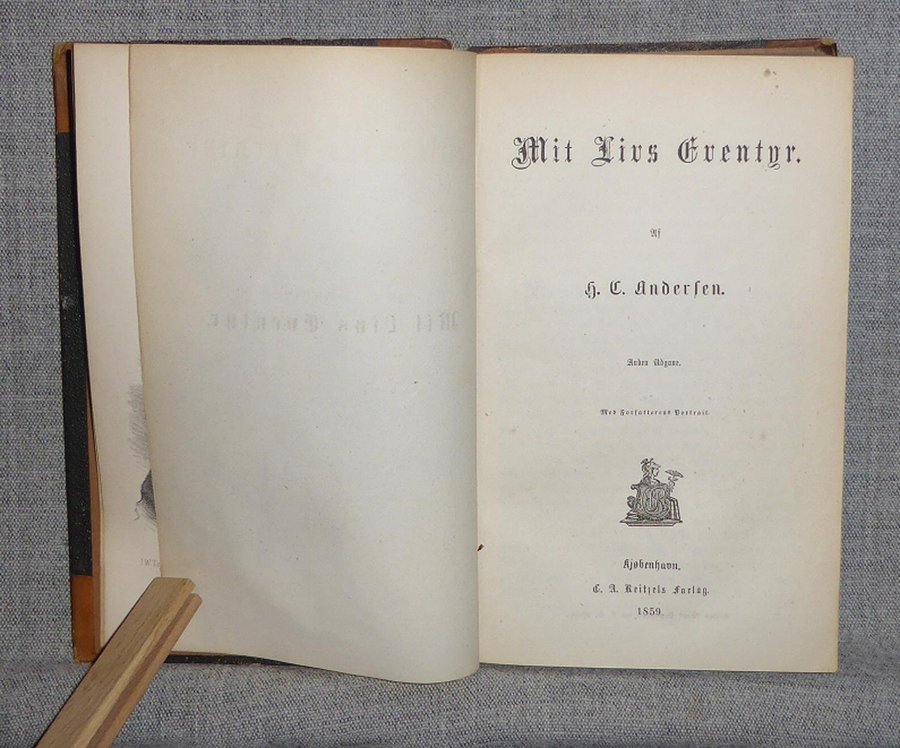 Mit Livs Eventyr.
Af
H. C. Andersen.
Anden Udgave.
Med Forfatterens Portrait.
Kjøbenhavn.
C. A. Reitzels Forlag.
1859